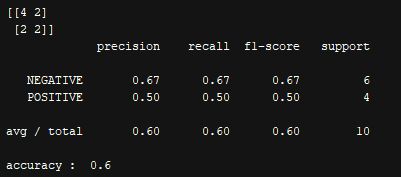 [[4 2]
[2 2]]
precision recall f1-score support
NEGATIVE 0.67 0.67 0.67 6
POSITIVE 0.50 0.50 0.50 4
avg / total 0.60 0.60 0.60 10
accuracy : 0.6